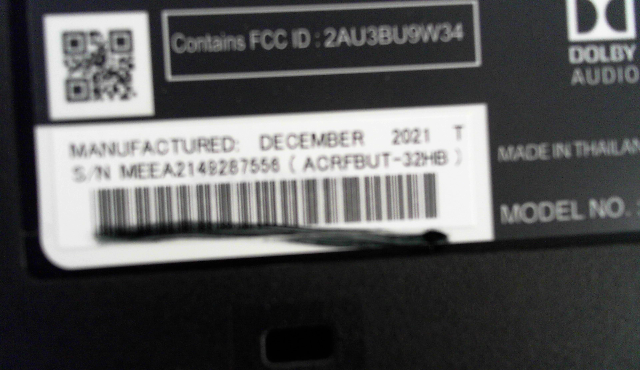 Contains FCC ID : 2AU3BU9W34
DOLBY
AUDIO
MANUFACTURED: DECEMBER 2021 T
S/N MEEA2149287556 ( ACRFBUT-32HB )
MADE IN THAILAN
MODEL NO.